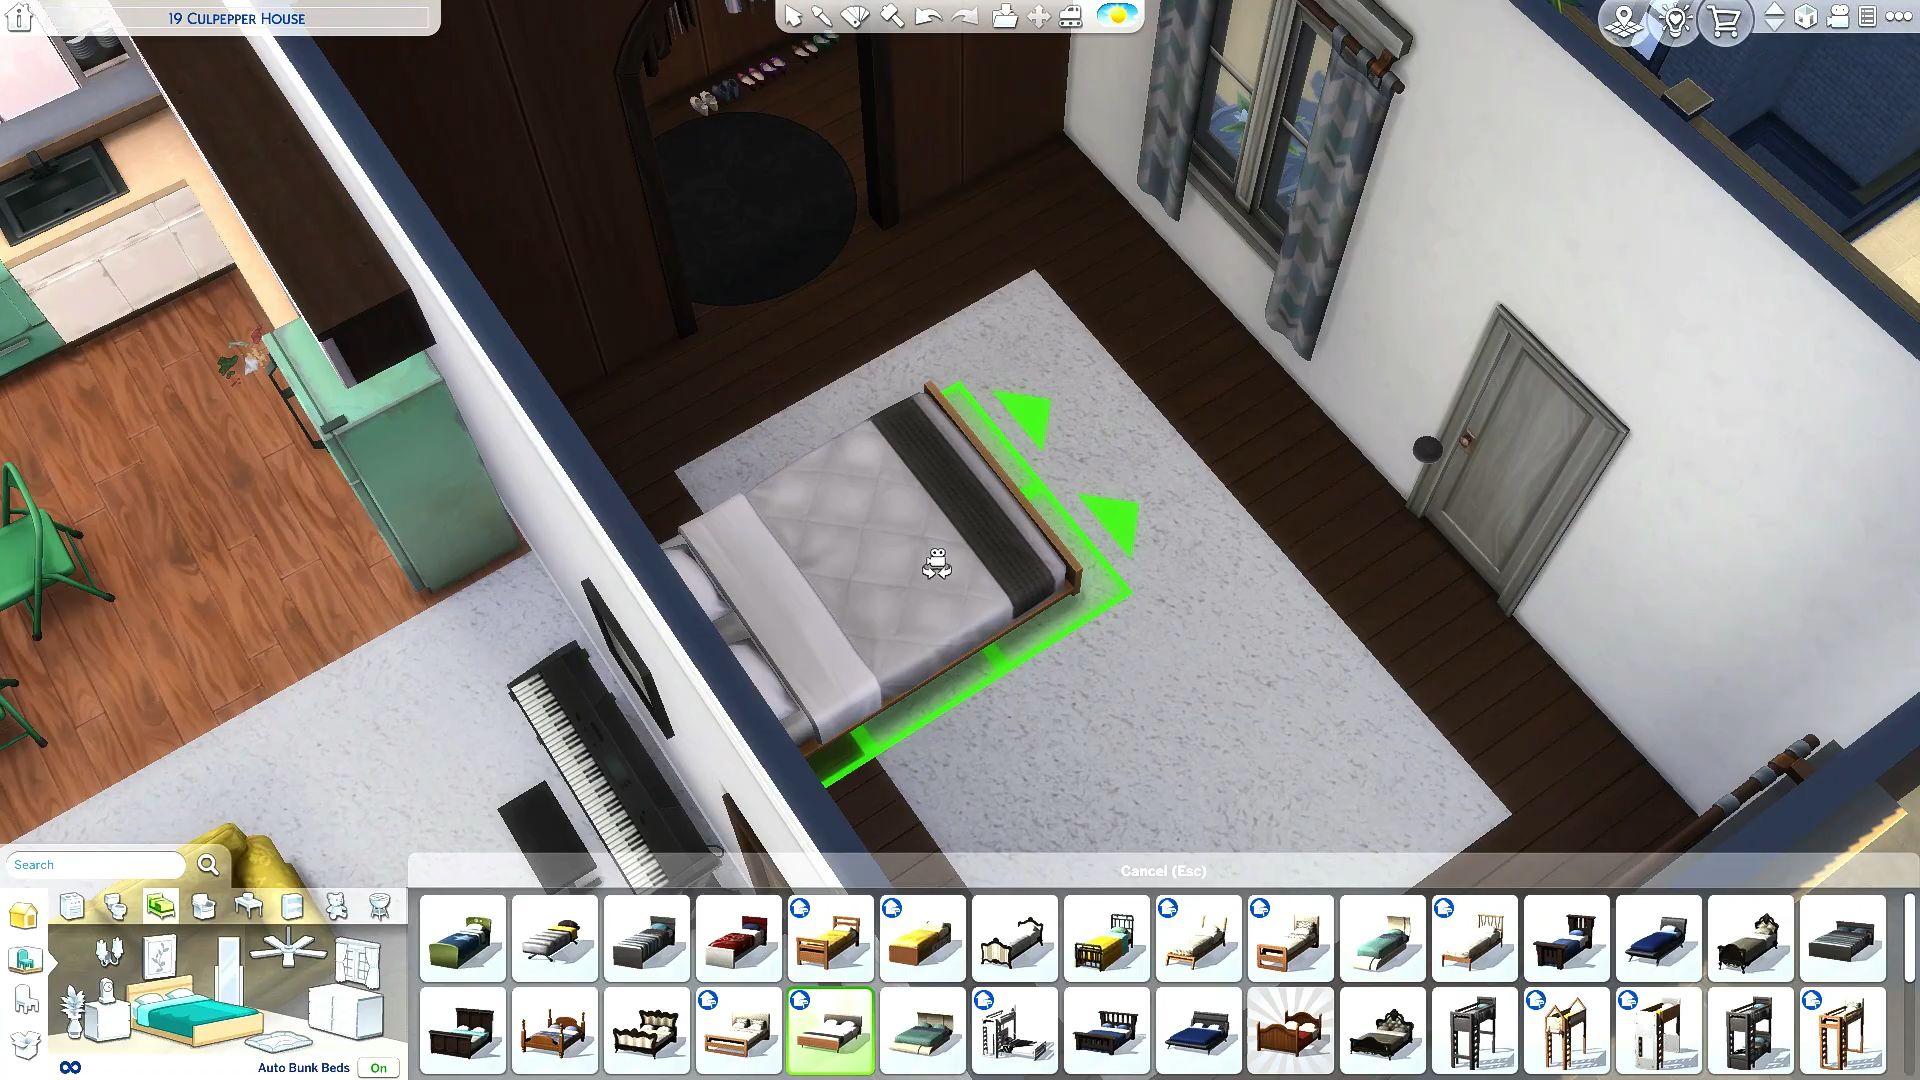 19 CULPEPPER HOUSE
Cancel (Esc)
Search
Auto Bunk Beds
On